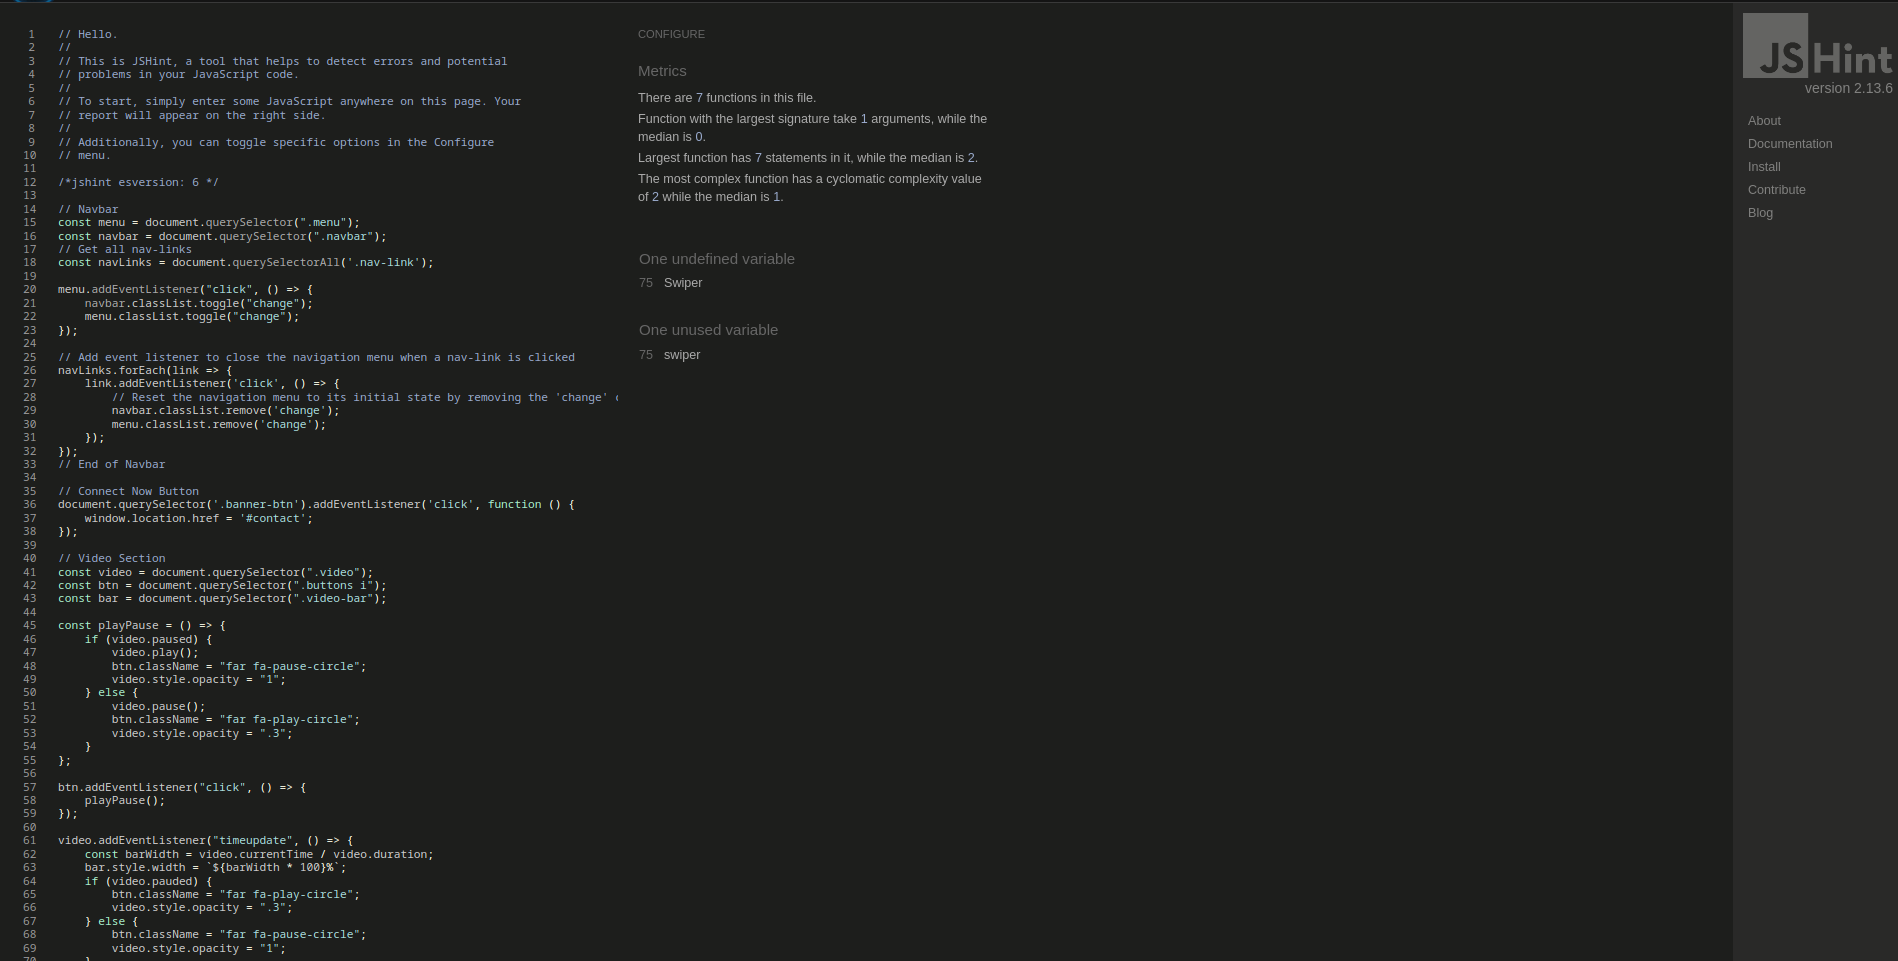 1 // Hello.
2 //
3 // This is JSHint, a tool that helps to detect errors and potential
4 // problems in your JavaScript code.
5 //
6 // To start, simply enter some JavaScript anywhere on this page. Your
7 // report will appear on the right side.
8 //
9 // Additionally, you can toggle specific options in the Configure
10 // menu.
11
12 /*jshint esversion: 6 */
13
14 // Navbar
15 const menu = document.querySelector(".menu");
16 const navbar = document.querySelector(".navbar");
17 // Get all nav-links
18 const navLinks = document.querySelectorAll('.nav-link');
19
20 menu.addEventListener("click", () => {
21     navbar.classList.toggle("change");
22     menu.classList.toggle("change");
23 });
24
25 // Add event listener to close the navigation menu when a nav-link is clicked
26 navLinks.forEach(link => {
27     link.addEventListener('click', () => {
28         // Reset the navigation menu to its initial state by removing the 'change'
29         navbar.classList.remove('change');
30         menu.classList.remove('change');
31     });
32 });
33 // End of Navbar
34
35 // Connect Now Button
36 document.querySelector('.banner-btn').addEventListener('click', function () {
37     window.location.href = '#contact';
38 });
39
40 // Video Section
41 const video = document.querySelector(".video");
42 const btn = document.querySelector(".buttons i");
43 const bar = document.querySelector(".video-bar");
44
45 const playPause = () => {
46     if (video.paused) {
47         video.play();
48         btn.className = "far fa-pause-circle";
49         video.style.opacity = "1";
50     } else {
51         video.pause();
52         btn.className = "far fa-play-circle";
53         video.style.opacity = ".3";
54     }
55 };
56
57 btn.addEventListener("click", () => {
58     playPause();
59 });
60
61 video.addEventListener("timeupdate", () => {
62     const barWidth = video.currentTime / video.duration;
63     bar.style.width = `${barWidth * 100}%`;
64     if (video.pauded) {
65         btn.className = "far fa-play-circle";
66         video.style.opacity = ".3";
67     } else {
68         btn.className = "far fa-pause-circle";
69         video.style.opacity = "1";
70     }
CONFIGURE
Metrics
There are 7 functions in this file.
Function with the largest signature take 1 arguments, while the
median is 0.
Largest function has 7 statements in it, while the median is 2.
The most complex function has a cyclomatic complexity value
of 2 while the median is 1.
One undefined variable
75 Swiper
One unused variable
75 swiper
JSHint
version 2.13.6
About
Documentation
Install
Contribute
Blog